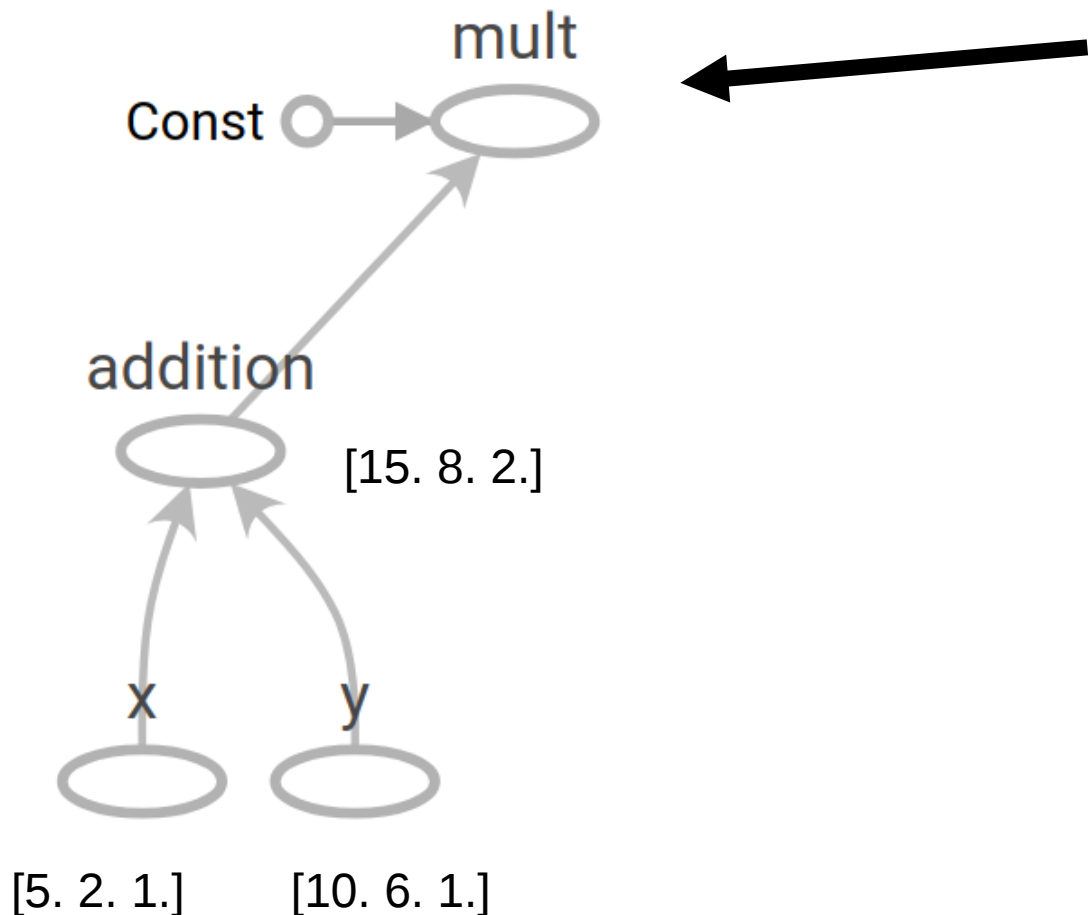 mult
Const
addition
[15. 8. 2.]
x
y
[5. 2. 1.]
[10. 6. 1.]